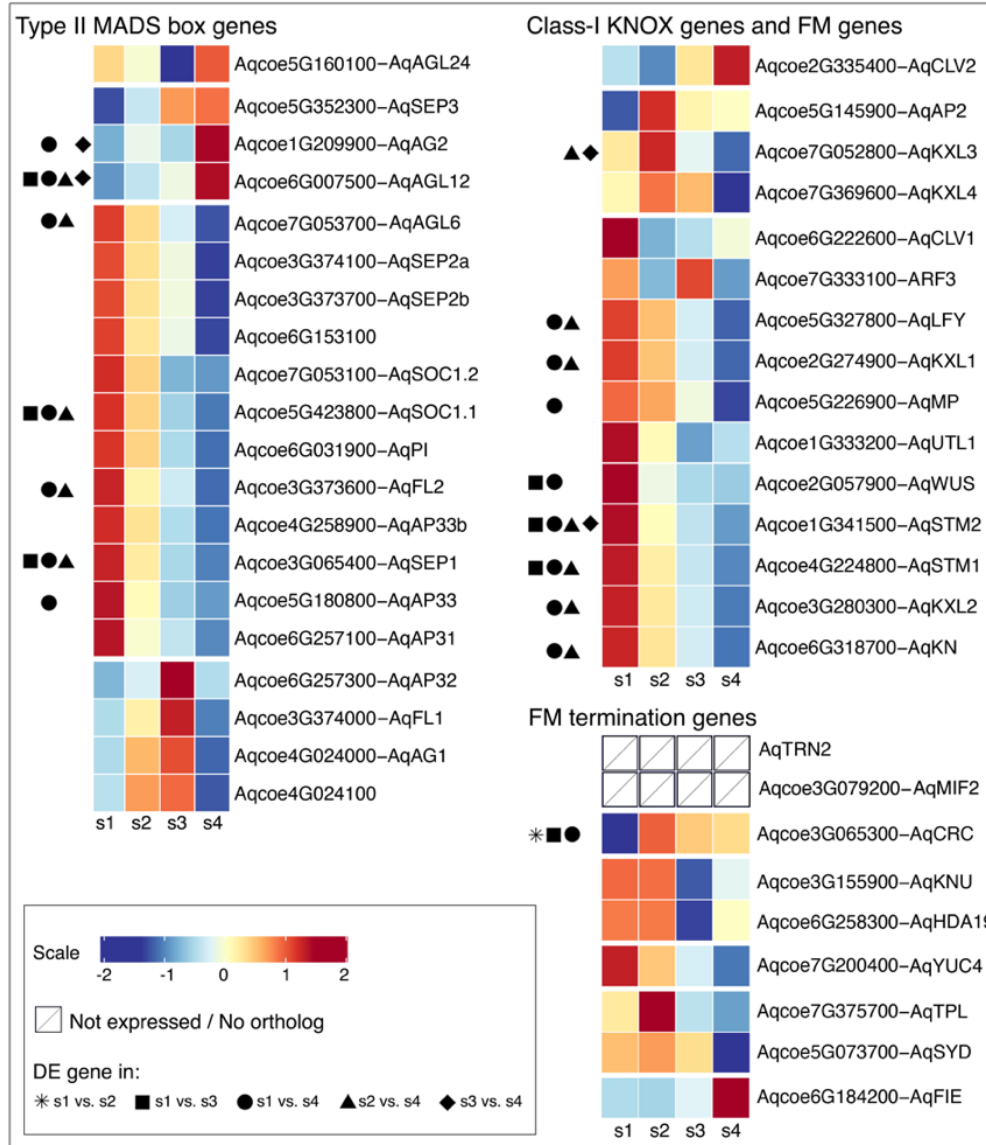 Type II MADS box genes
Aqcoe5G160100−AqAGL24
Aqcoe5G352300−AqSEP3
Aqcoe1G209900−AqAG2
Aqcoe6G007500−AqAGL12
Aqcoe7G053700−AqAGL6
Aqcoe3G374100−AqSEP2a
Aqcoe3G373700−AqSEP2b
Aqcoe6G153100
Aqcoe7G053100−AqSOC1.2
Aqcoe5G423800−AqSOC1.1
Aqcoe6G031900−AqPI
Aqcoe3G373600−AqFL2
Aqcoe4G258900−AqAP33b
Aqcoe3G065400−AqSEP1
Aqcoe5G180800−AqAP33
Aqcoe6G257100−AqAP31
Aqcoe6G257300−AqAP32
Aqcoe3G374000−AqFL1
Aqcoe4G024000−AqAG1
Aqcoe4G024100
s1 s2 s3 s4
Scale
-2 -1 0 1 2
Not expressed / No ortholog
DE gene in:
s1 vs. s2 s1 vs. s3 s1 vs. s4 s2 vs. s4 s3 vs. s4
Class-I KNOX genes and FM genes
Aqcoe2G335400−AqCLV2
Aqcoe5G145900−AqAP2
Aqcoe7G052800−AqKXL3
Aqcoe7G369600−AqKXL4
Aqcoe6G222600−AqCLV1
Aqcoe7G333100−ARF3
Aqcoe5G327800−AqLFY
Aqcoe2G274900−AqKXL1
Aqcoe5G226900−AqMP
Aqcoe1G333200−AqUTL1
Aqcoe2G057900−AqWUS
Aqcoe1G341500−AqSTM2
Aqcoe4G224800−AqSTM1
Aqcoe3G280300−AqKXL2
Aqcoe6G318700−AqKN
s1 s2 s3 s4
FM termination genes
AqTRN2
Aqcoe3G079200−AqMIF2
Aqcoe3G065300−AqCRC
Aqcoe3G155900−AqKNU
Aqcoe6G258300−AqHDA19
Aqcoe7G200400−AqYUC4
Aqcoe7G375700−AqTPL
Aqcoe5G073700−AqSYD
Aqcoe6G184200−AqFIE
s1 s2 s3 s4